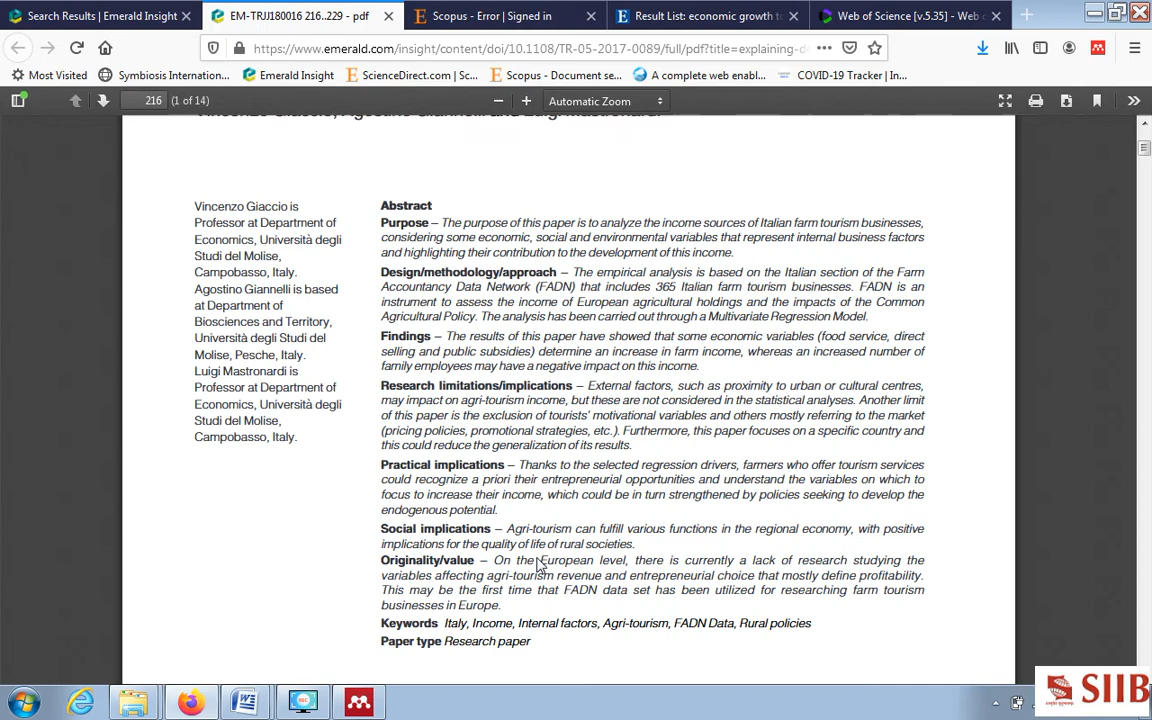 Search Results | Emerald Insight
EM-TRJJ180016 216..229 - pdf
Scopus - Error | Signed in
Result List: economic growth t
Web of Science [v.5.35] - Web
https://www.emerald.com/insight/content/doi/10.1108/TR-05-2017-0089/full/pdf?title=explaining-d
Most Visited
Symbiosis Internation...
Emerald Insight
ScienceDirect.com | Sc...
Scopus - Document se...
A complete web enabl...
COVID-19 Tracker | In...
216
(1 of 14)
Automatic Zoom
Vincenzo Giaccio, Agostino Giannelli and Luigi Mastronardi
Vincenzo Giaccio is
Professor at Department of
Economics, Università degli
Studi del Molise,
Campobasso, Italy.
Agostino Giannelli is based
at Department of
Biosciences and Territory,
Università degli Studi del
Molise, Pesche, Italy.
Luigi Mastronardi is
Professor at Department of
Economics, Università degli
Studi del Molise,
Campobasso, Italy.
Abstract
Purpose – The purpose of this paper is to analyze the income sources of Italian farm tourism businesses,
considering some economic, social and environmental variables that represent internal business factors
and highlighting their contribution to the development of this income.
Design/methodology/approach – The empirical analysis is based on the Italian section of the Farm
Accountancy Data Network (FADN) that includes 365 Italian farm tourism businesses. FADN is an
instrument to assess the income of European agricultural holdings and the impacts of the Common
Agricultural Policy. The analysis has been carried out through a Multivariate Regression Model.
Findings – The results of this paper have showed that some economic variables (food service, direct
selling and public subsidies) determine an increase in farm income, whereas an increased number of
family employees may have a negative impact on this income.
Research limitations/implications – External factors, such as proximity to urban or cultural centres,
may impact on agri-tourism income, but these are not considered in the statistical analyses. Another limit
of this paper is the exclusion of tourists' motivational variables and others mostly referring to the market
(pricing policies, promotional strategies, etc.). Furthermore, this paper focuses on a specific country and
this could reduce the generalization of its results.
Practical implications – Thanks to the selected regression drivers, farmers who offer tourism services
could recognize a priori their entrepreneurial opportunities and understand the variables on which to
focus to increase their income, which could be in turn strengthened by policies seeking to develop the
endogenous potential.
Social implications – Agri-tourism can fulfill various functions in the regional economy, with positive
implications for the quality of life of rural societies.
Originality/value – On the European level, there is currently a lack of research studying the
variables affecting agri-tourism revenue and entrepreneurial choice that mostly define profitability.
This may be the first time that FADN data set has been utilized for researching farm tourism
businesses in Europe.
Keywords Italy, Income, Internal factors, Agri-tourism, FADN Data, Rural policies
Paper type Research paper
SIIB